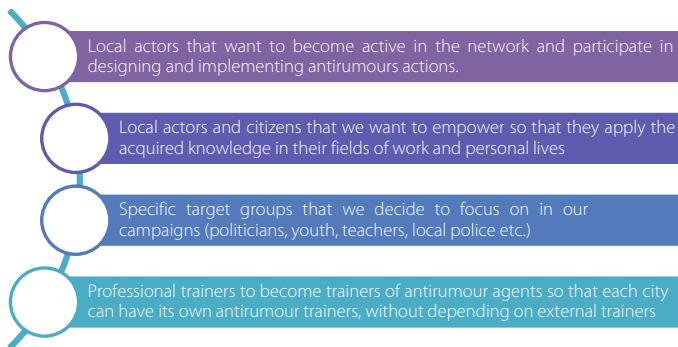 Local actors that want to become active in the network and participate in
designing and implementing antirumours actions.
Local actors and citizens that we want to empower so that they apply the
acquired knowledge in their fields of work and personal lives
Specific target groups that we decide to focus on in our
campaigns (politicians, youth, teachers, local police etc.)
Professional trainers to become trainers of antirumour agents so that each city
can have its own antirumour trainers, without depending on external trainers